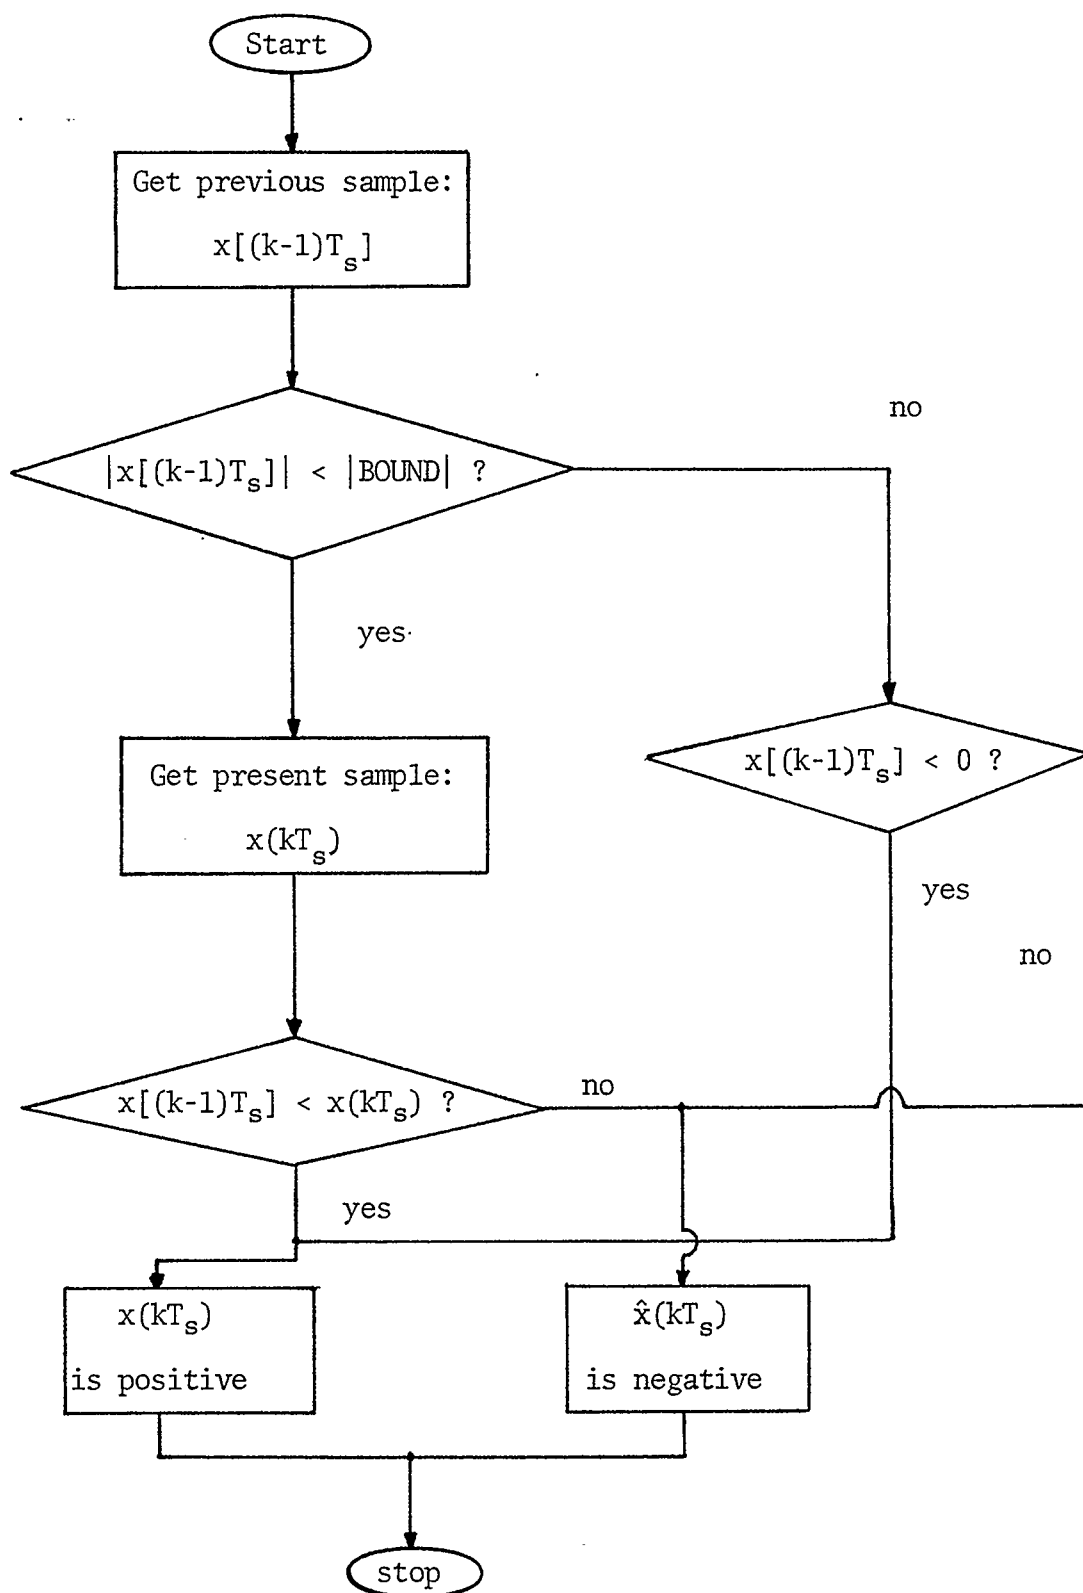 Start
Get previous sample:
x[(k-1)Tₛ]
no
|x[(k-1)Tₛ]| < |BOUND| ?
yes
Get present sample:
x(kTₛ)
x[(k-1)Tₛ] < 0 ?
yes
no
x[(k-1)Tₛ] < x(kTₛ) ?
no
yes
x(kTₛ)
is positive
x̂(kTₛ)
is negative
stop